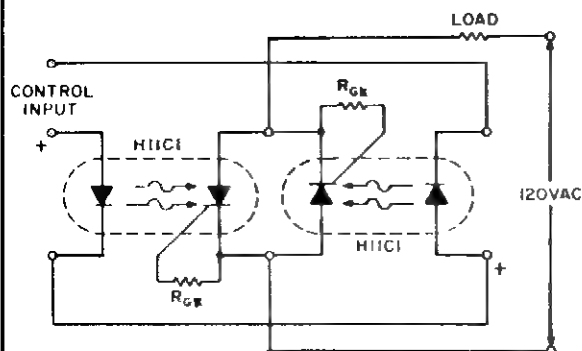 LOAD
CONTROL
INPUT
+
H11C1
RGK
120VAC
H11C1
+
RGK